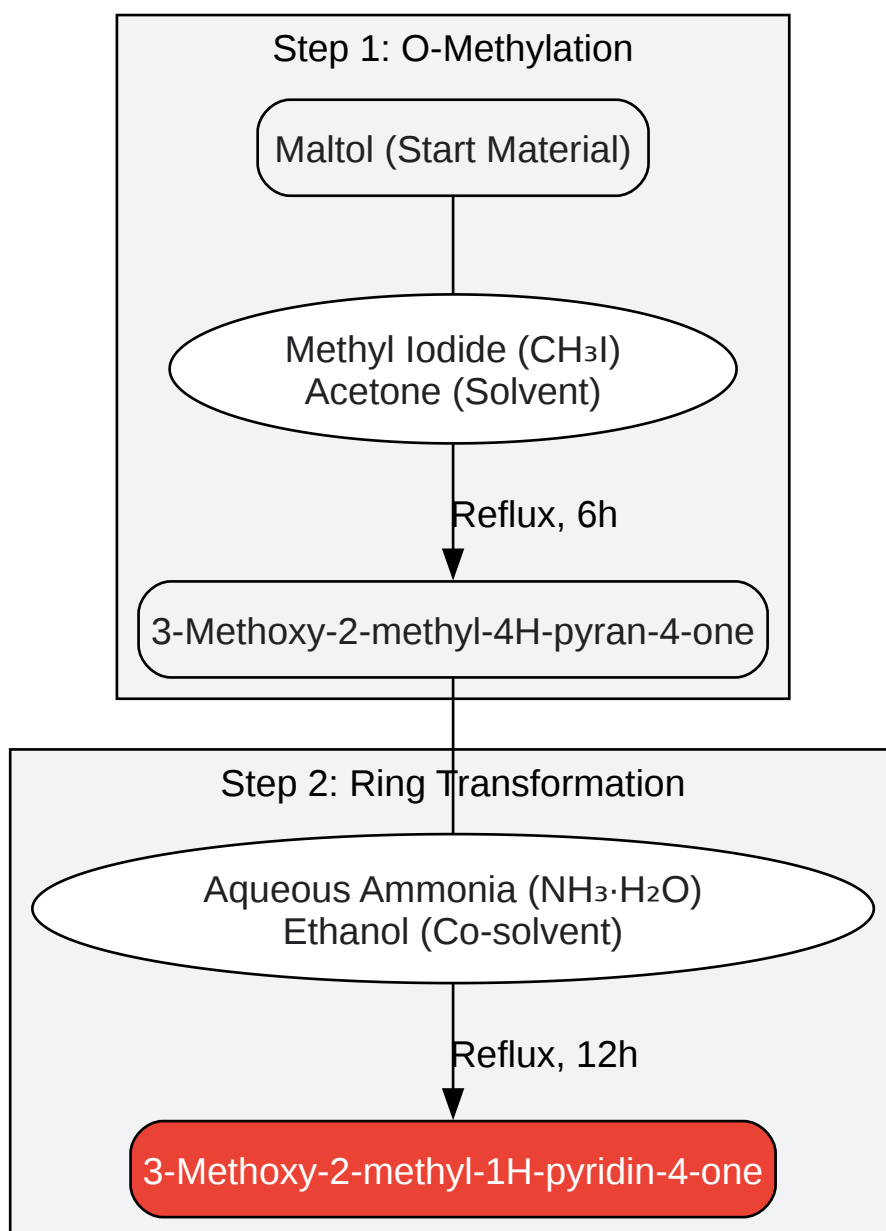 Step 1: O-Methylation
Maltol (Start Material)
Methyl Iodide (CH₃I)
Acetone (Solvent)
Reflux, 6h
3-Methoxy-2-methyl-4H-pyran-4-one
Step 2: Ring Transformation
Aqueous Ammonia (NH₃·H₂O)
Ethanol (Co-solvent)
Reflux, 12h
3-Methoxy-2-methyl-1H-pyridin-4-one